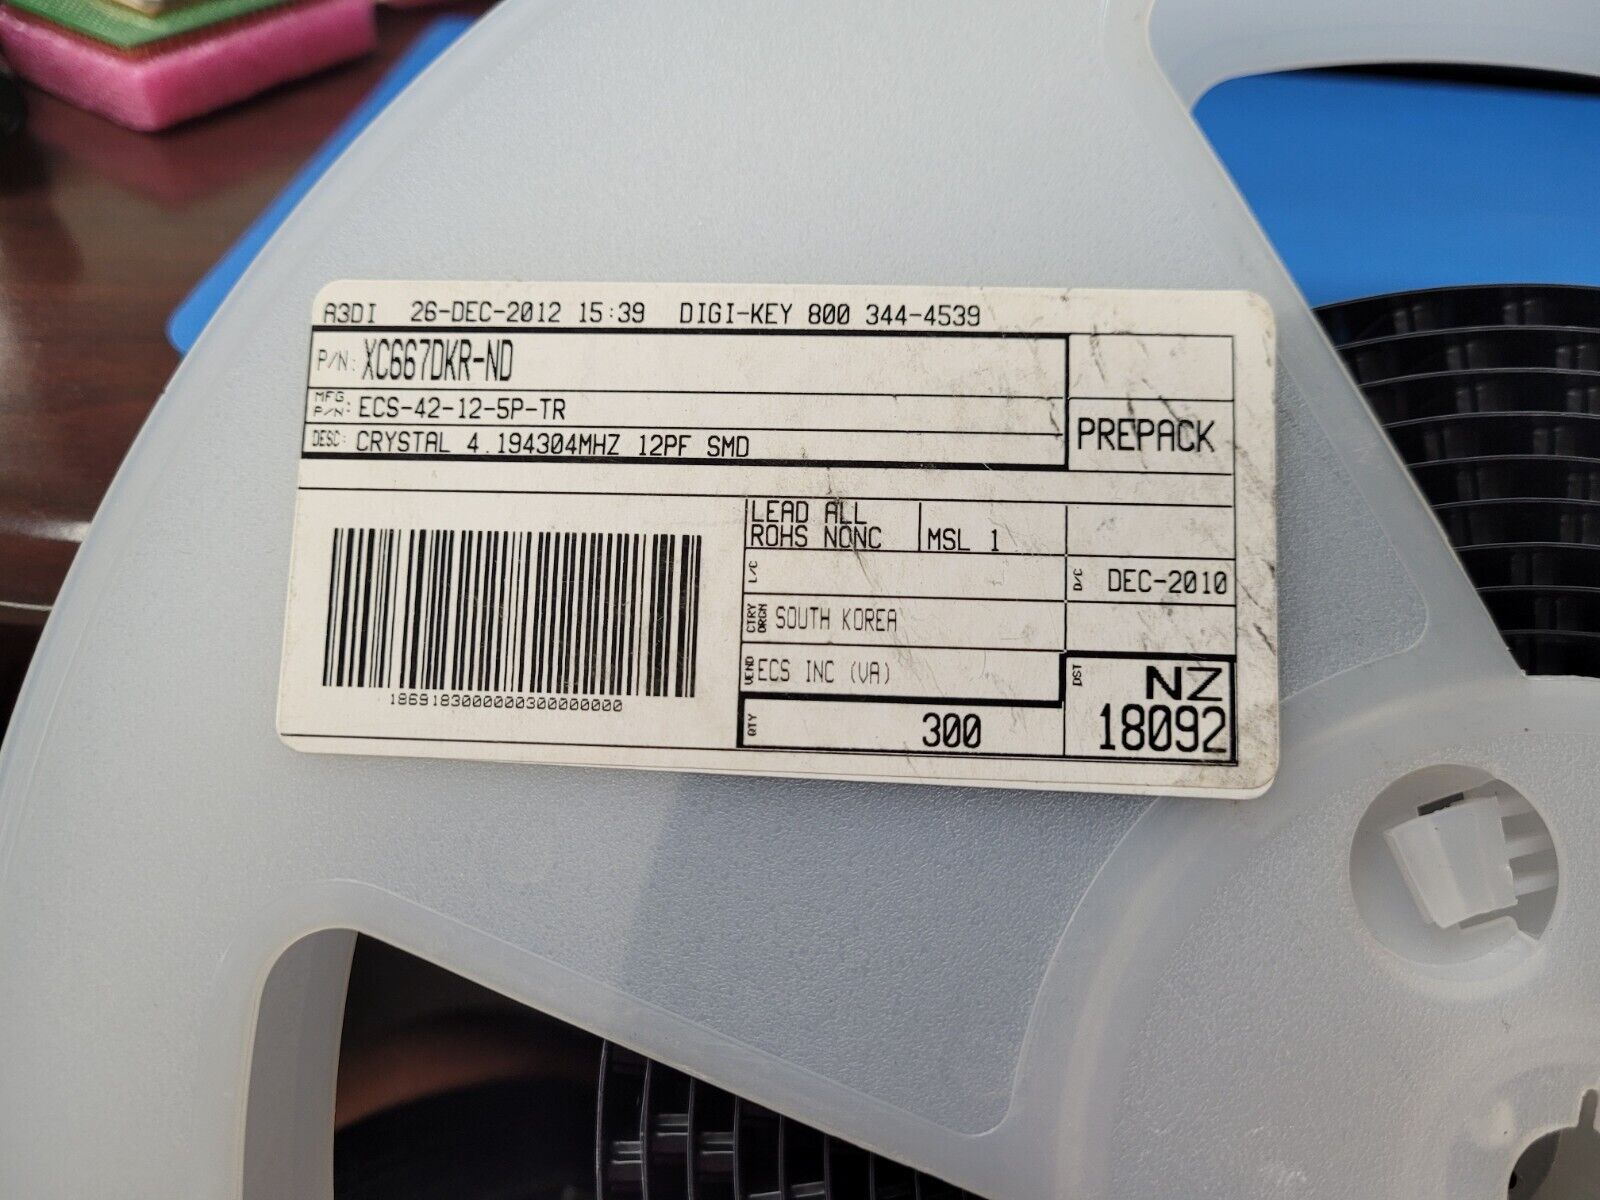 A3DI 26-DEC-2012 15:39 DIGI-KEY 800 344-4539
P/N: XC667DKR-ND
MFG. P/N: ECS-42-12-5P-TR
DESC: CRYSTAL 4.194304MHZ 12PF SMD
PREPACK
LEAD ALL
ROHS NONC
MSL 1
L/C
D/C DEC-2010
CTRY ORGN SOUTH KOREA
VEND ECS INC (VA)
DST NZ
18092
QTY 300
1869183000000300000000